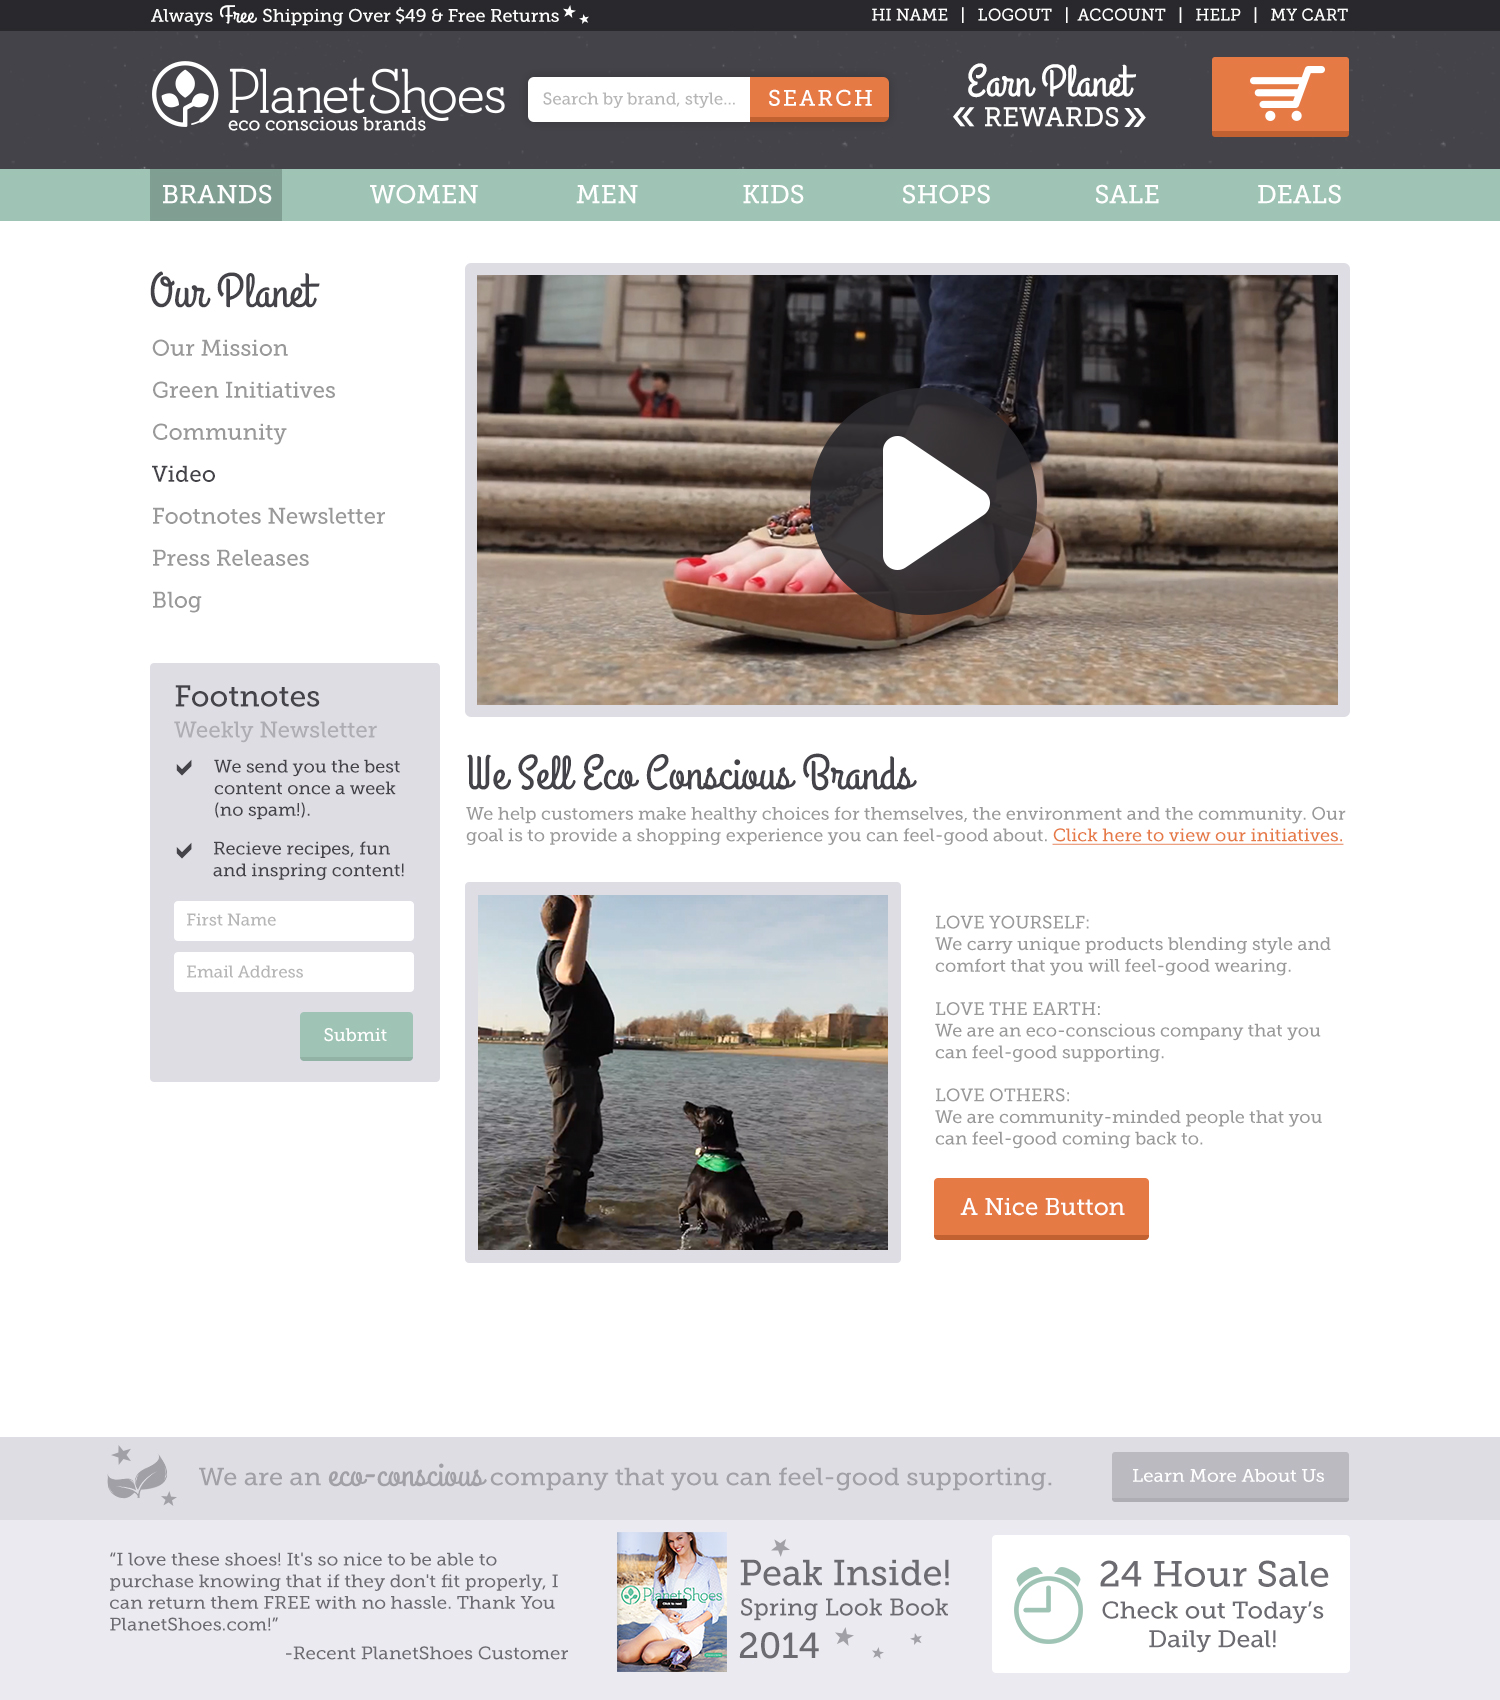 Always Free Shipping Over $49 & Free Returns
HI NAME | LOGOUT | ACCOUNT | HELP | MY CART
PlanetShoes
eco conscious brands
Search by brand, style...
SEARCH
Earn Planet
« REWARDS »
BRANDS
WOMEN
MEN
KIDS
SHOPS
SALE
DEALS
Our Planet
Our Mission
Green Initiatives
Community
Video
Footnotes Newsletter
Press Releases
Blog
Footnotes
Weekly Newsletter
We send you the best
content once a week
(no spam!).
Recieve recipes, fun
and inspring content!
First Name
Email Address
Submit
We Sell Eco Conscious Brands
We help customers make healthy choices for themselves, the environment and the community. Our
goal is to provide a shopping experience you can feel-good about. Click here to view our initiatives.
LOVE YOURSELF:
We carry unique products blending style and
comfort that you will feel-good wearing.
LOVE THE EARTH:
We are an eco-conscious company that you
can feel-good supporting.
LOVE OTHERS:
We are community-minded people that you
can feel-good coming back to.
A Nice Button
We are an eco-conscious company that you can feel-good supporting.
Learn More About Us
"I love these shoes! It's so nice to be able to
purchase knowing that if they don't fit properly, I
can return them FREE with no hassle. Thank You
PlanetShoes.com!"
-Recent PlanetShoes Customer
PlanetShoes
Peak Inside!
Spring Look Book
2014
24 Hour Sale
Check out Today's
Daily Deal!